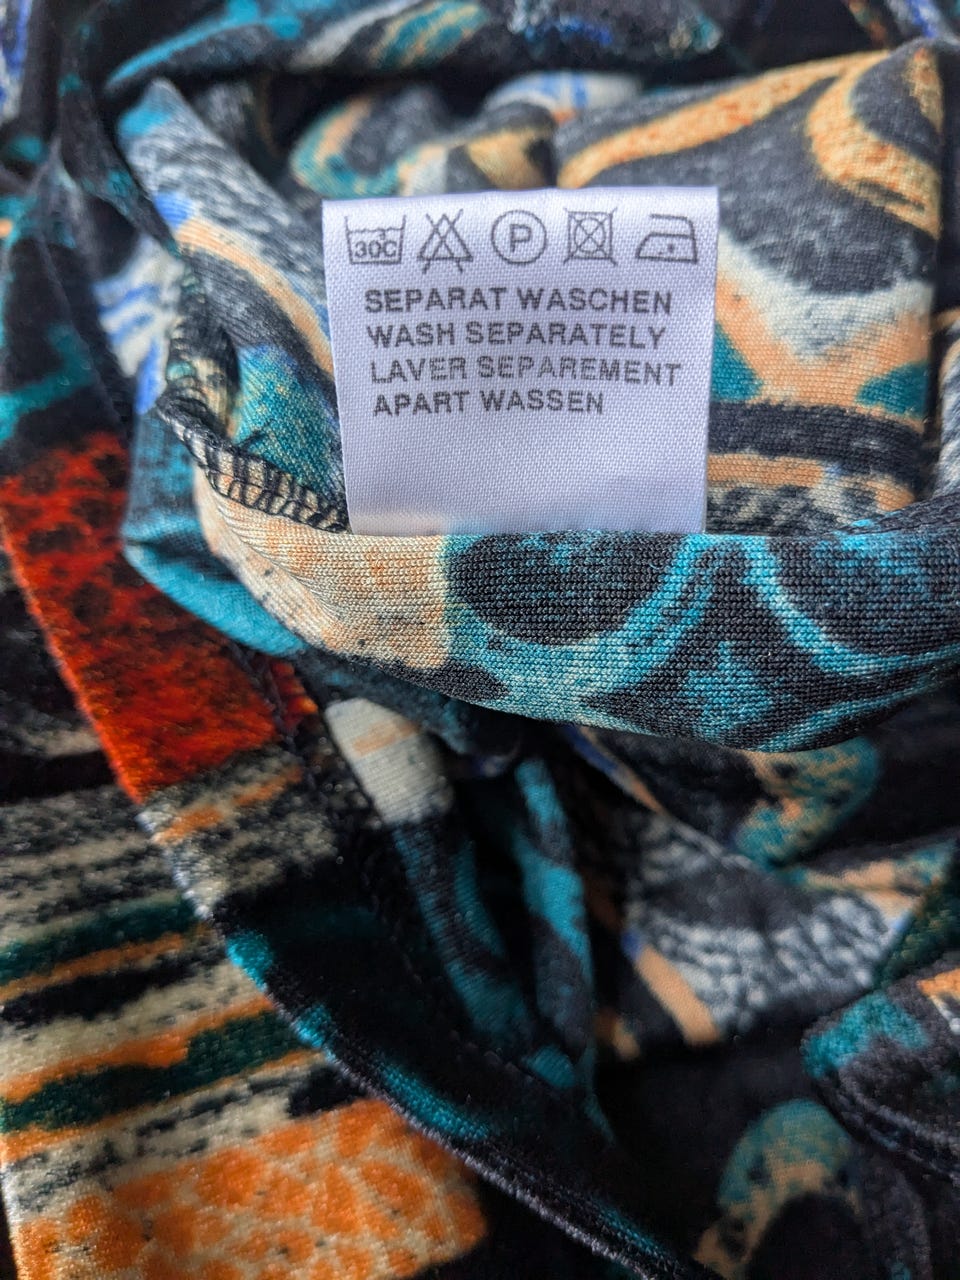 30C P
SEPARAT WASCHEN
WASH SEPARATELY
LAVER SEPAREMENT
APART WASSEN